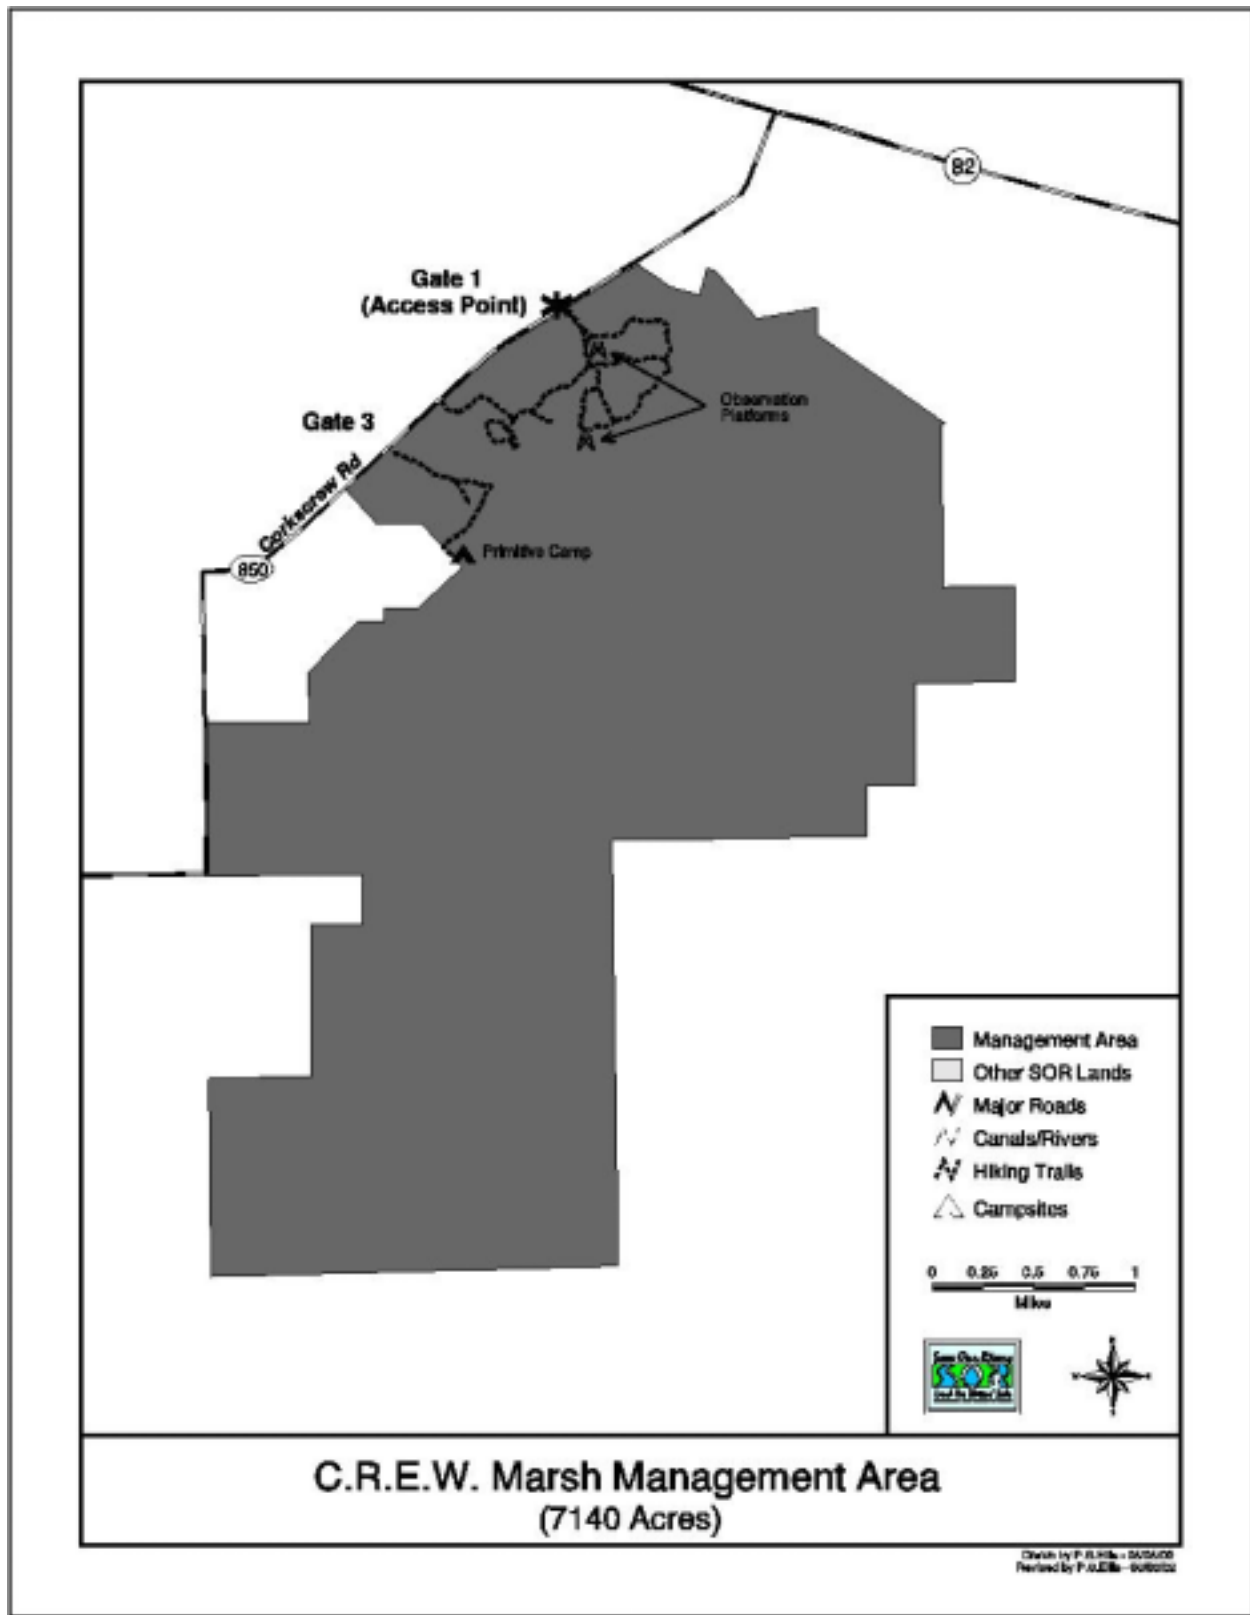 82
Gate 1
(Access Point)
Observation
Platforms
Gate 3
Corkscrew Rd
850
Primitive Camp
Management Area
Other SOR Lands
Major Roads
Canals/Rivers
Hiking Trails
Campsites
0 0.25 0.5 0.75 1
Miles
C.R.E.W. Marsh Management Area
(7140 Acres)